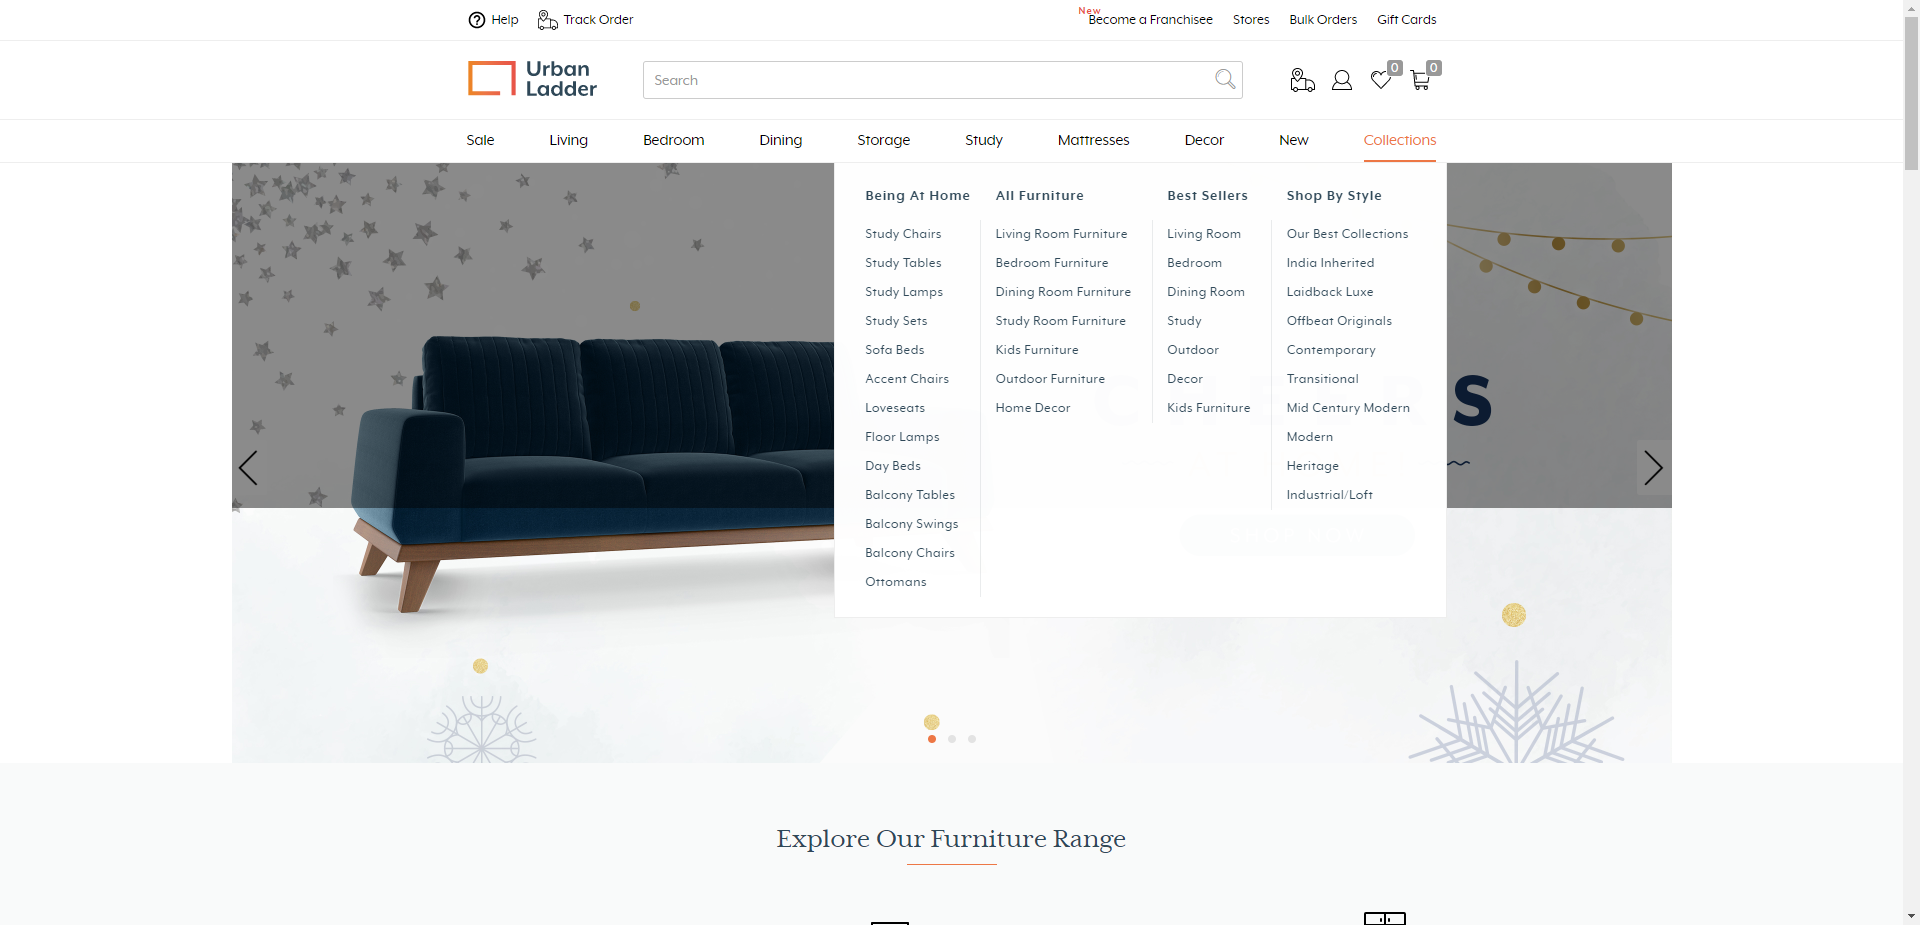 Help
Track Order
New
Become a Franchisee
Stores
Bulk Orders
Gift Cards
Urban
Ladder
Search
0
0
Sale
Living
Bedroom
Dining
Storage
Study
Mattresses
Decor
New
Collections
Being At Home
Study Chairs
Study Tables
Study Lamps
Study Sets
Sofa Beds
Accent Chairs
Loveseats
Floor Lamps
Day Beds
Balcony Tables
Balcony Swings
Balcony Chairs
Ottomans
All Furniture
Living Room Furniture
Bedroom Furniture
Dining Room Furniture
Study Room Furniture
Kids Furniture
Outdoor Furniture
Home Decor
Best Sellers
Living Room
Bedroom
Dining Room
Study
Outdoor
Decor
Kids Furniture
Shop By Style
Our Best Collections
India Inherited
Laidback Luxe
Offbeat Originals
Contemporary
Transitional
Mid Century Modern
Modern
Heritage
Industrial/Loft
S
Explore Our Furniture Range